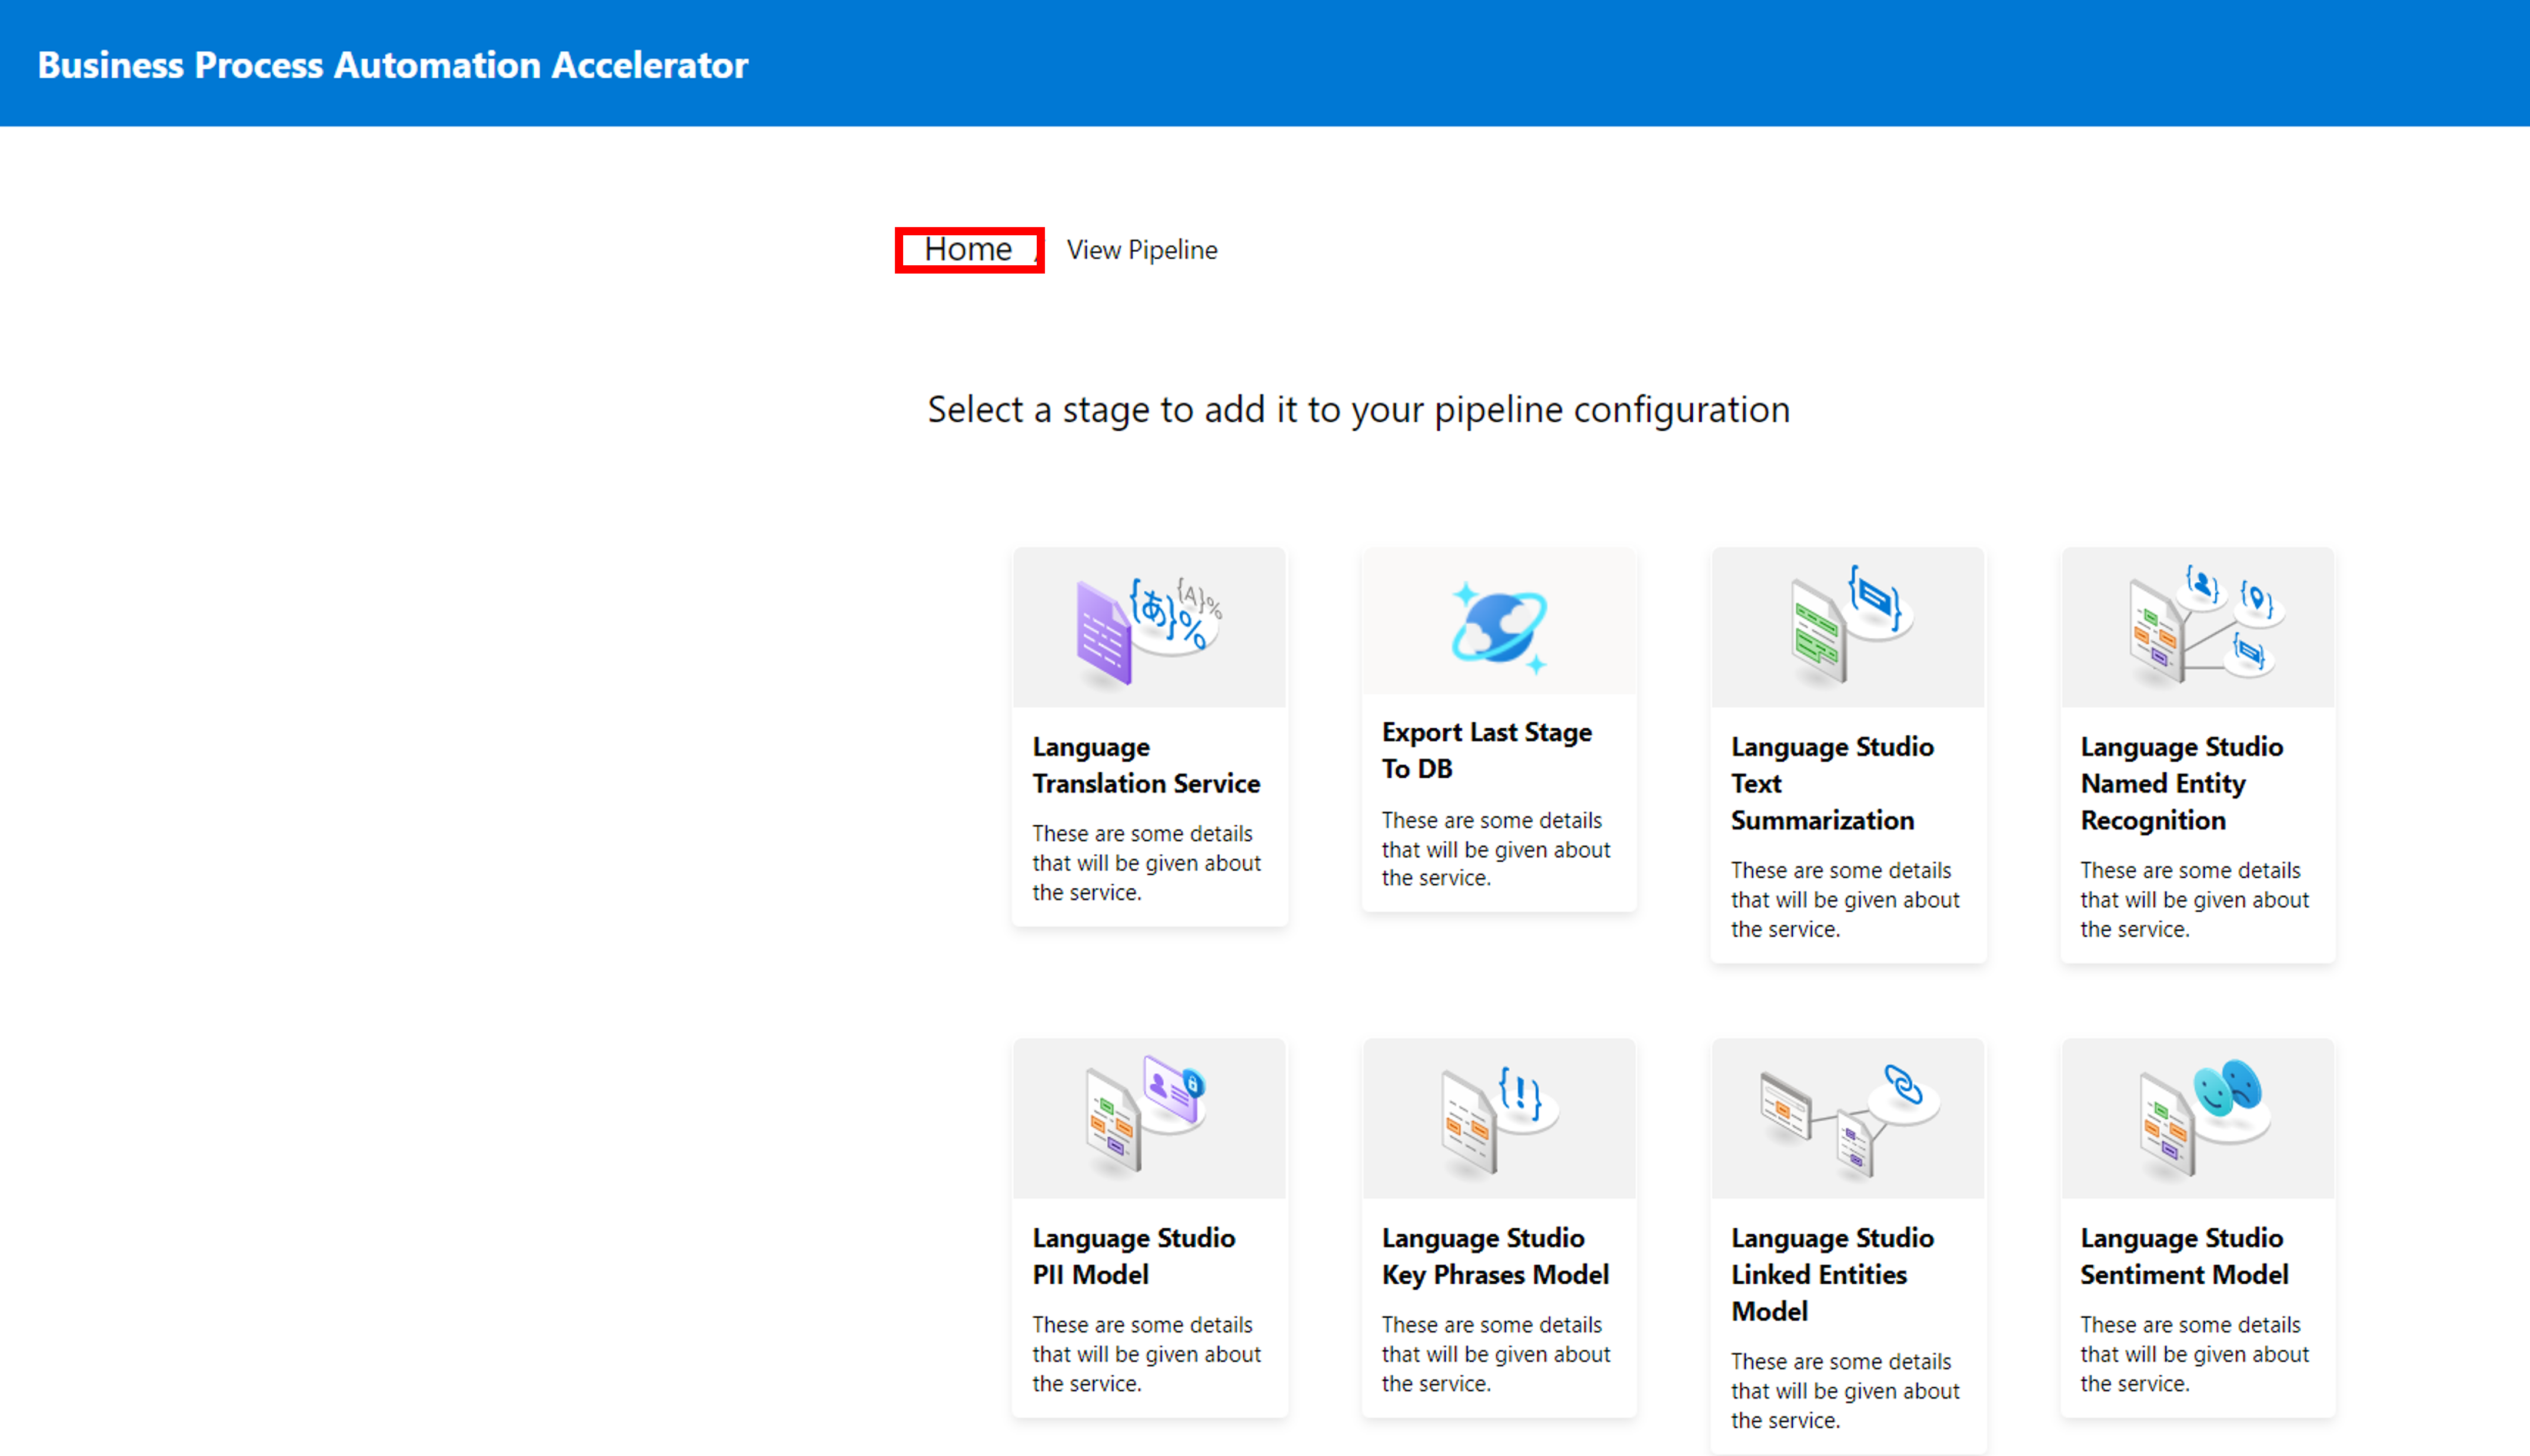 Business Process Automation Accelerator
Home / View Pipeline
Select a stage to add it to your pipeline configuration
{あ}% {A}%
Language
Translation Service
These are some details
that will be given about
the service.
Export Last Stage
To DB
These are some details
that will be given about
the service.
Language Studio
Text
Summarization
These are some details
that will be given about
the service.
Language Studio
Named Entity
Recognition
These are some details
that will be given about
the service.
{!}
Language Studio
PII Model
These are some details
that will be given about
the service.
Language Studio
Key Phrases Model
These are some details
that will be given about
the service.
Language Studio
Linked Entities
Model
These are some details
that will be given about
the service.
Language Studio
Sentiment Model
These are some details
that will be given about
the service.